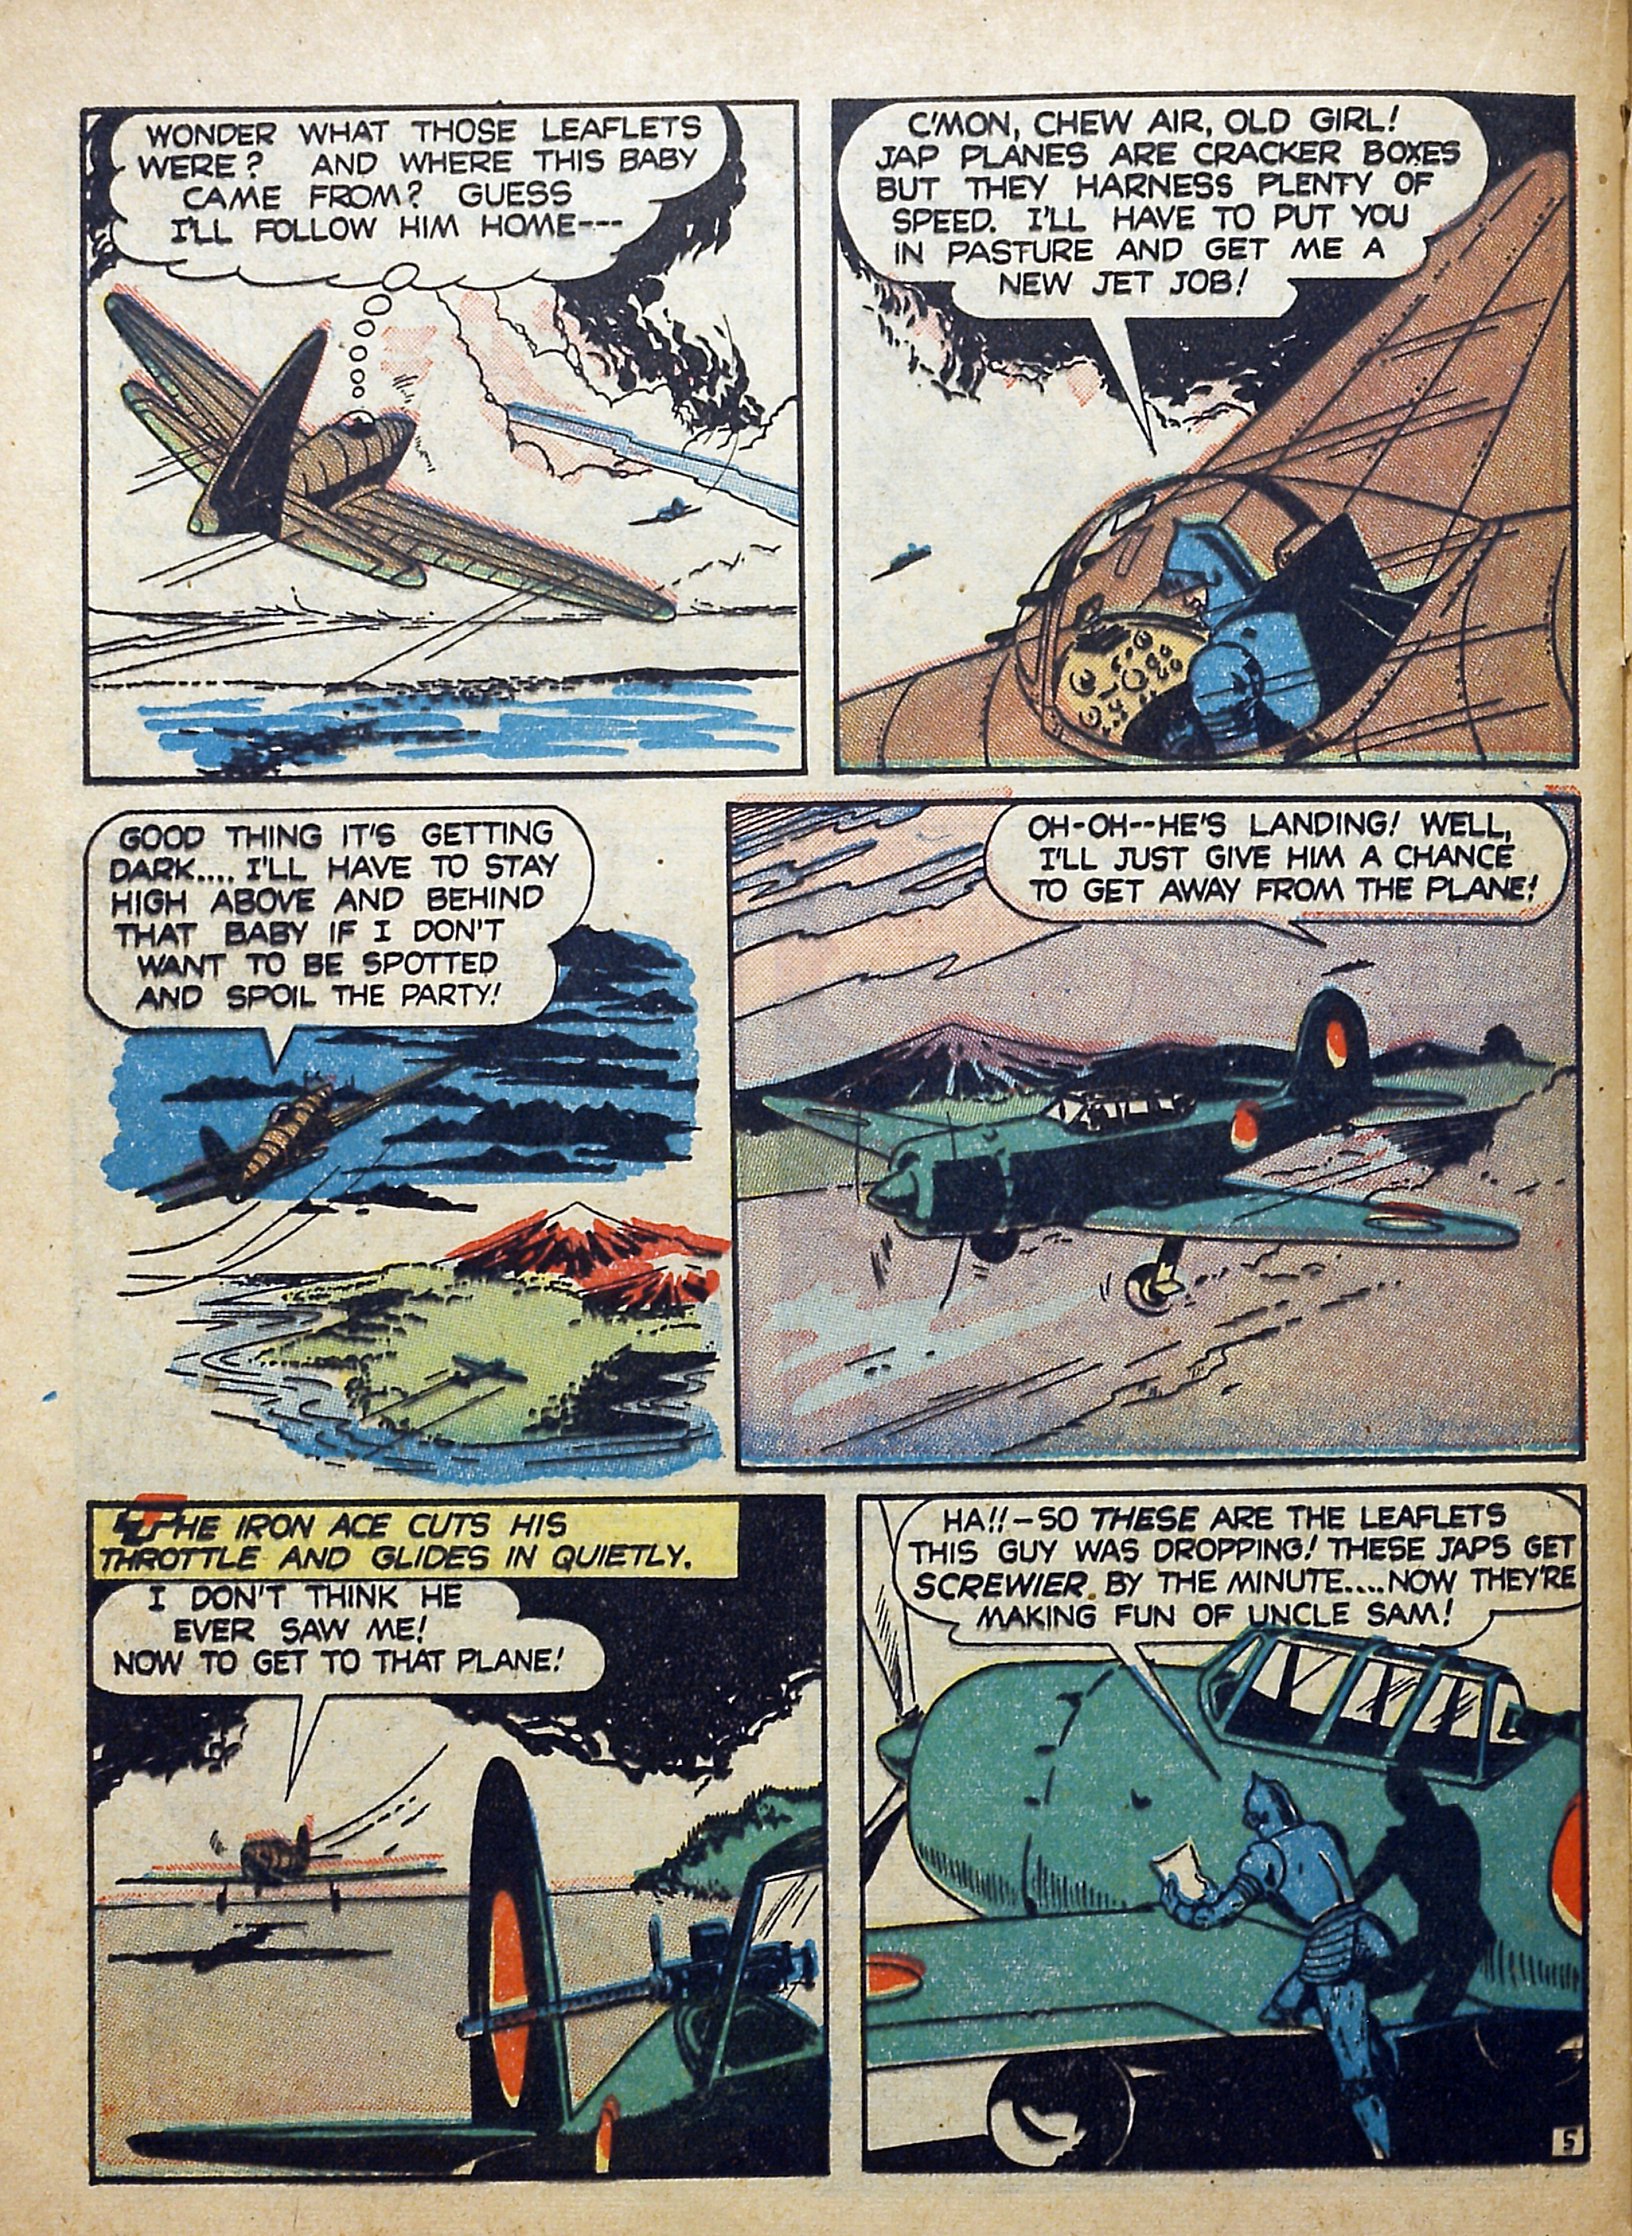 WONDER WHAT THOSE LEAFLETS
WERE? AND WHERE THIS BABY
CAME FROM? GUESS
I'LL FOLLOW HIM HOME---
C'MON, CHEW AIR, OLD GIRL!
JAP PLANES ARE CRACKER BOXES
BUT THEY HARNESS PLENTY OF
SPEED. I'LL HAVE TO PUT YOU
IN PASTURE AND GET ME A
NEW JET JOB!
GOOD THING IT'S GETTING
DARK.... I'LL HAVE TO STAY
HIGH ABOVE AND BEHIND
THAT BABY IF I DON'T
WANT TO BE SPOTTED
AND SPOIL THE PARTY!
OH-OH--HE'S LANDING! WELL,
I'LL JUST GIVE HIM A CHANCE
TO GET AWAY FROM THE PLANE!
THE IRON ACE CUTS HIS
THROTTLE AND GLIDES IN QUIETLY.
I DON'T THINK HE
EVER SAW ME!
NOW TO GET TO THAT PLANE!
HA!!-SO THESE ARE THE LEAFLETS
THIS GUY WAS DROPPING! THESE JAPS GET
SCREWIER BY THE MINUTE....NOW THEY'RE
MAKING FUN OF UNCLE SAM!
5